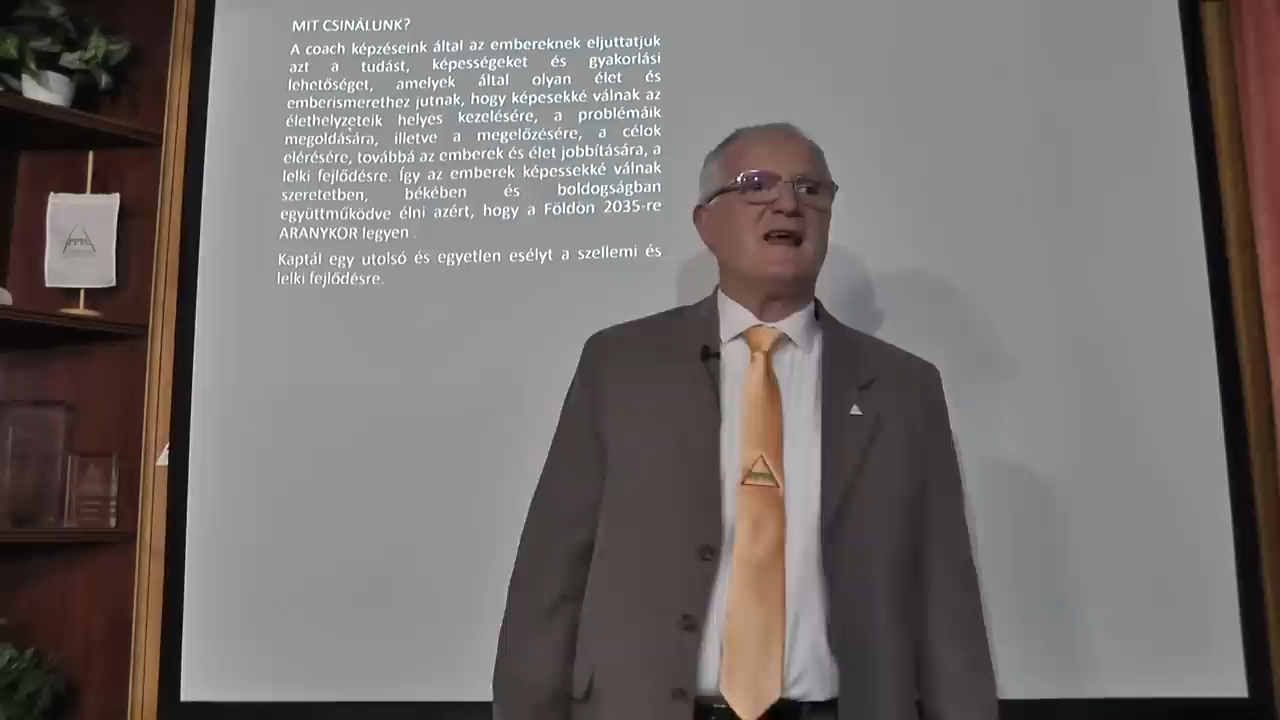 MIT CSINÁLUNK?
A coach képzéseink által az embereknek eljuttatjuk
azt a tudást, képességeket és gyakorlási
lehetőséget, amelyek által olyan élet és
emberismerethez jutnak, hogy képesekké válnak az
élethelyzeteik helyes kezelésére, a problémáik
megoldására, illetve a megelőzésére, a célok
elérésére, továbbá az emberek és élet jobbítására, a
lelki fejlődésre. Így az emberek képessekké válnak
szeretetben, békében és boldogságban
együttműködve élni azért, hogy a Földön 2035-re
ARANYKOR legyen .
Kaptál egy utolsó és egyetlen esélyt a szellemi és
lelki fejlődésre.